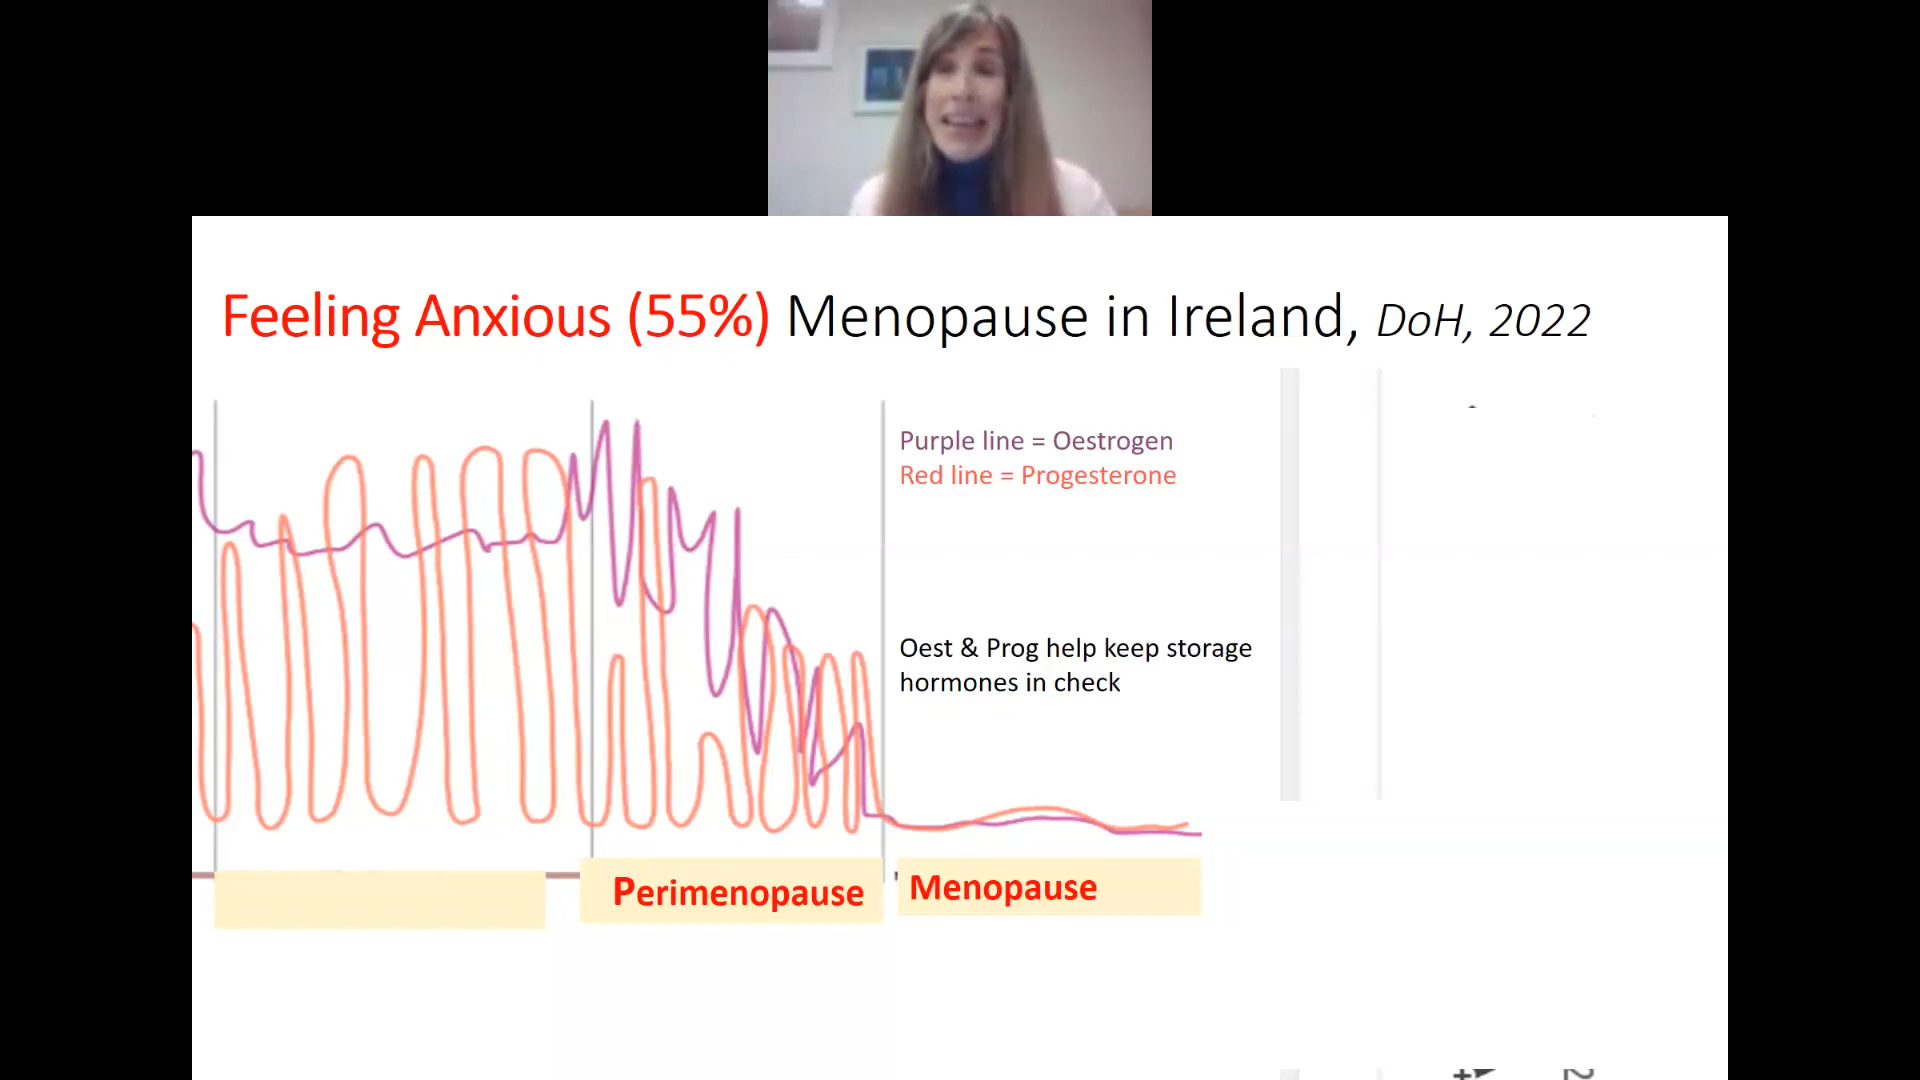 Feeling Anxious (55%) Menopause in Ireland, DoH, 2022
Purple line = Oestrogen
Red line = Progesterone
Oest & Prog help keep storage
hormones in check
Perimenopause
Menopause